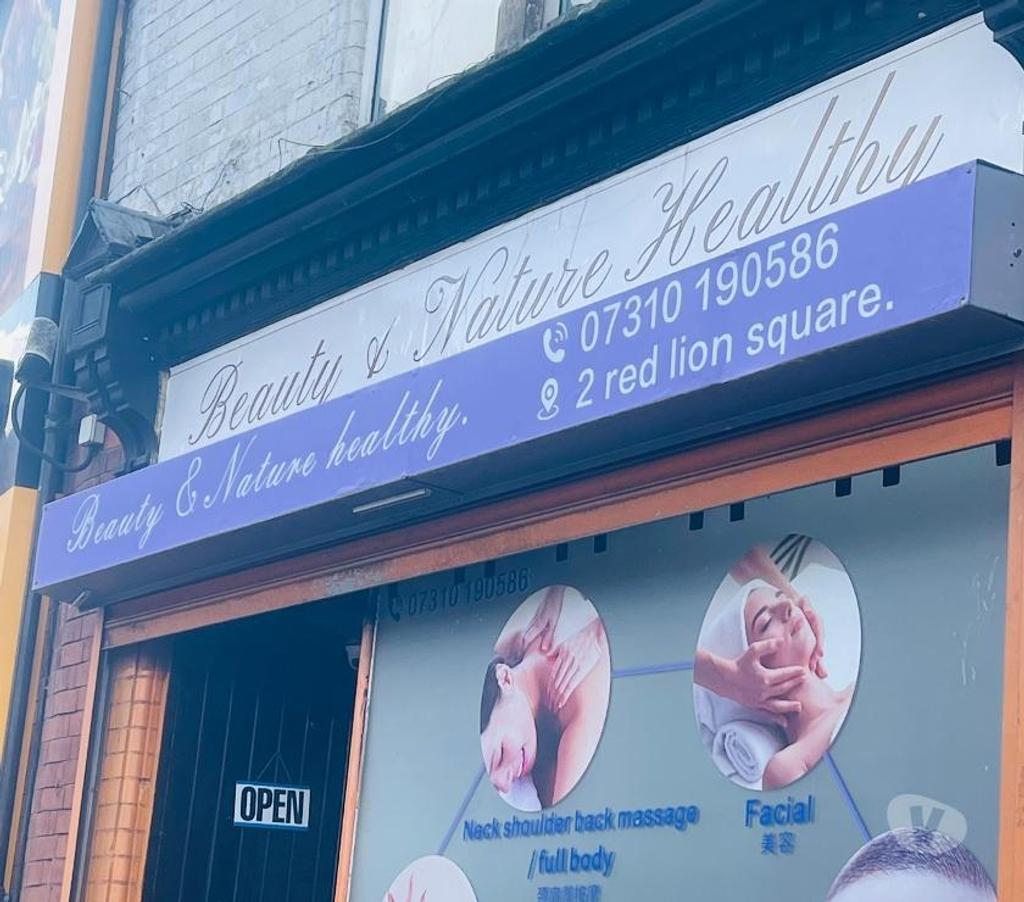 Beauty & Nature Healthy
Beauty & Nature healthy.
07310 190586
2 red lion square.
07310 190586
OPEN
Neck shoulder back massage
/ full body
Facial
美容